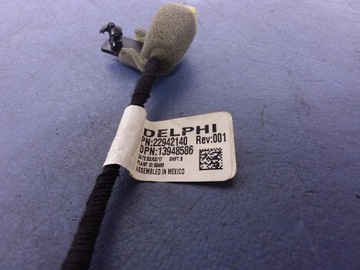 DELPHI
PN:22942140 Rev:001
DPN:13948586
ASSEMBLED IN MEXICO